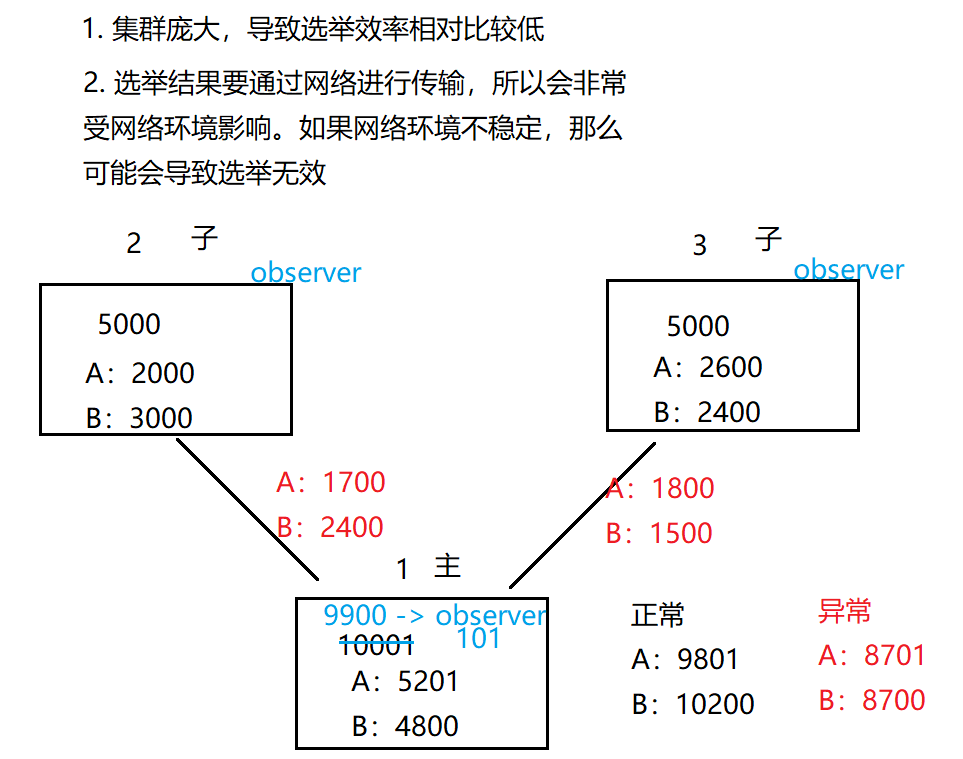 1. 集群庞大，导致选举效率相对比较低
2. 选举结果要通过网络进行传输，所以会非常
受网络环境影响。如果网络环境不稳定，那么
可能会导致选举无效
2 子
observer
5000
A：2000
B：3000
3 子
observer
5000
A：2600
B：2400
A：1700
B：2400
A：1800
B：1500
1 主
9900 -> observer
10001
101
A：5201
B：4800
正常
A：9801
B：10200
异常
A：8701
B：8700